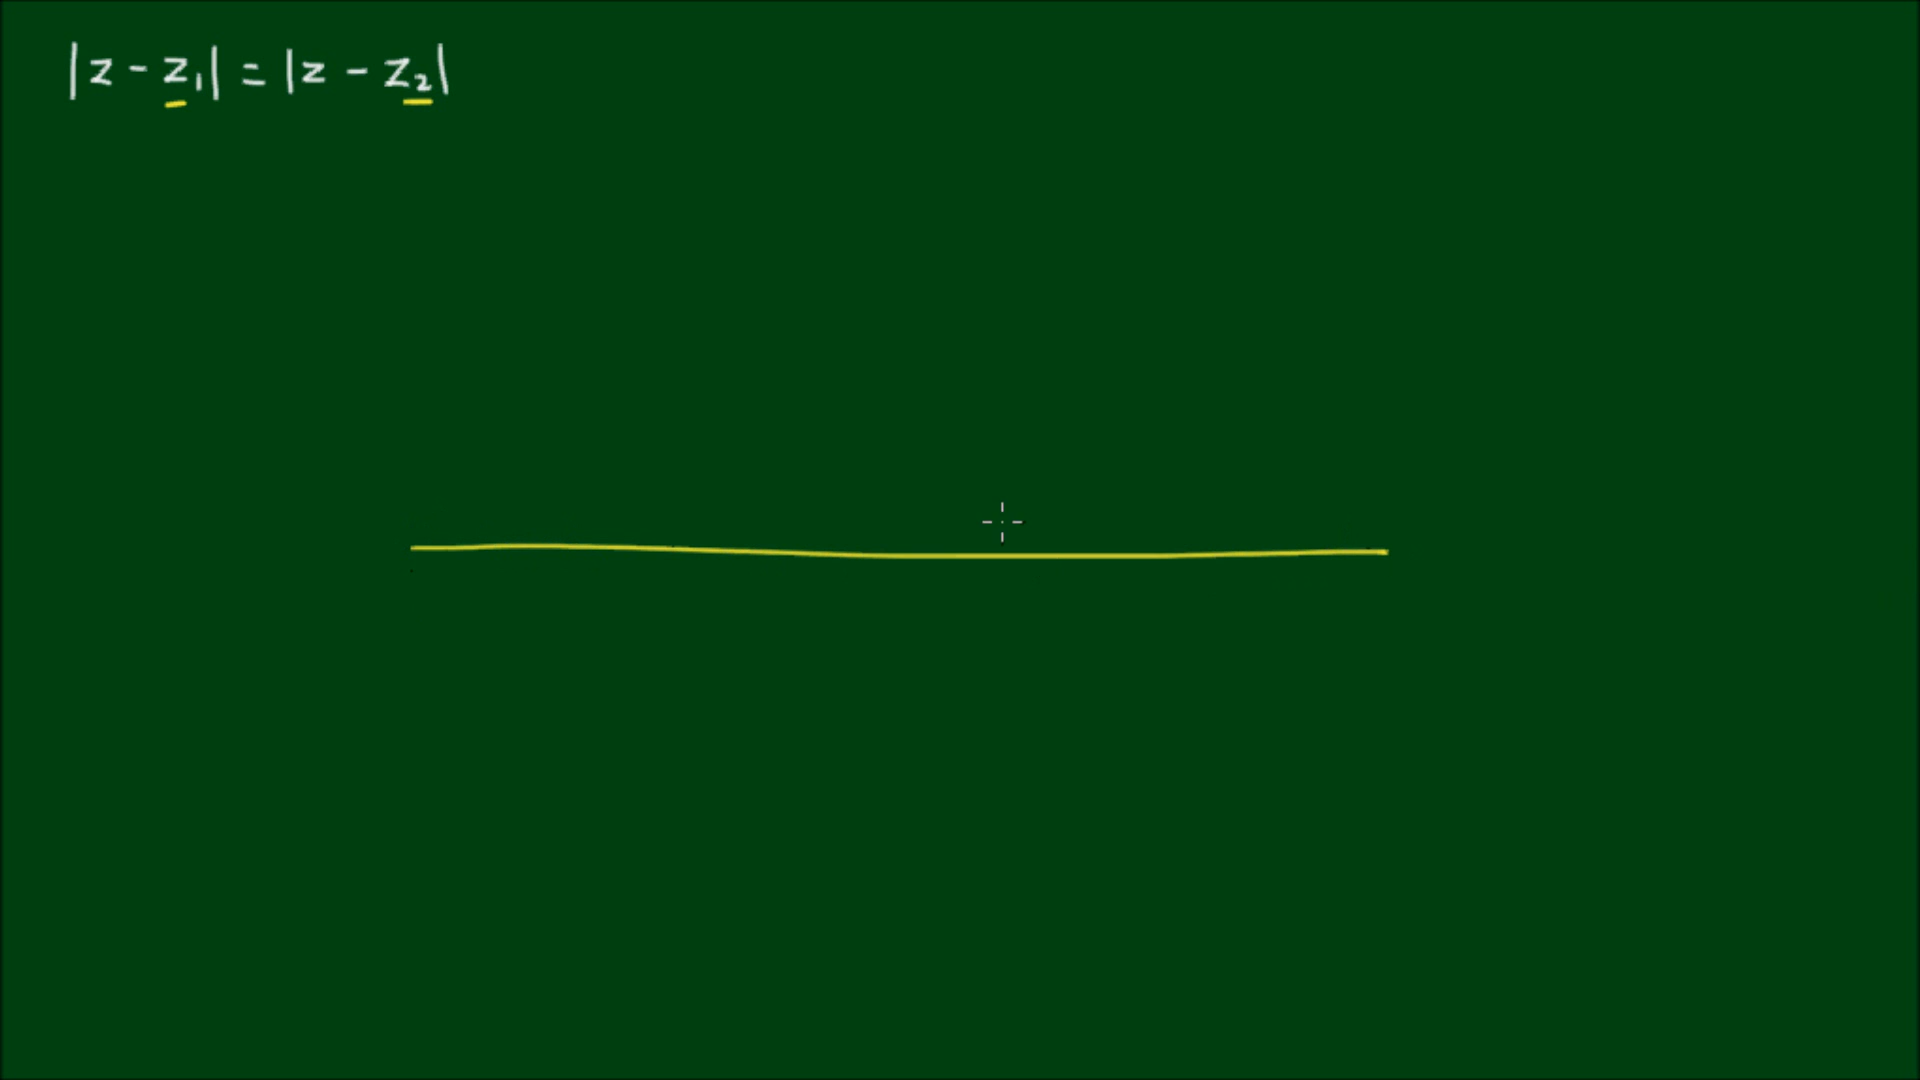 |z - z₁| = |z - z₂|